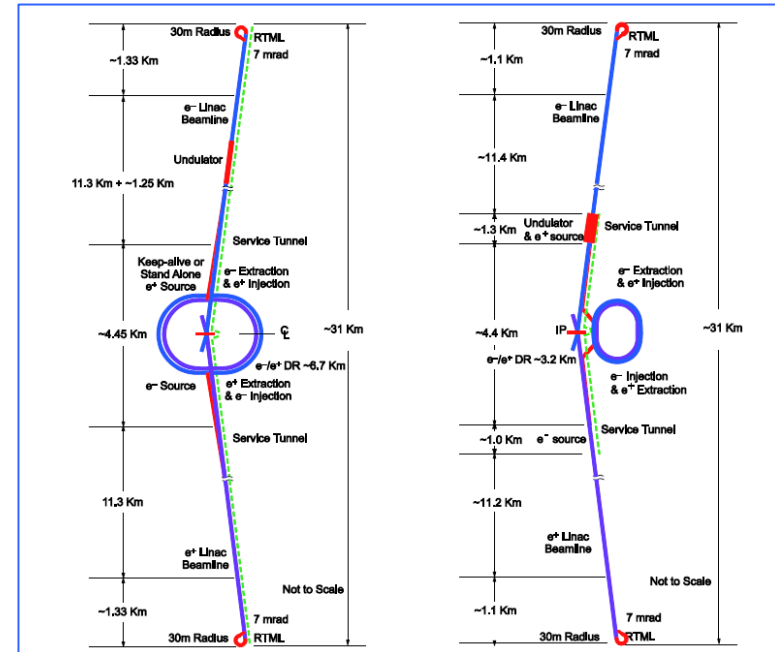 30m Radius
RTML
7 mrad
~1.33 Km
e– Linac
Beamline
Undulator
11.3 Km + ~1.25 Km
Service Tunnel
Keep-alive or
Stand Alone
e+ Source
e– Extraction
& e+ Injection
~4.45 Km
~31 Km
e–/e+ DR ~6.7 Km
e– Source
e+ Extraction
& e– Injection
Service Tunnel
11.3 Km
e+ Linac
Beamline
Not to Scale
~1.33 Km
7 mrad
30m Radius
RTML
30m Radius
RTML
7 mrad
~1.1 Km
e– Linac
Beamline
~11.4 Km
Undulator
& e+ source
Service Tunnel
~1.3 Km
e– Extraction
& e+ Injection
~4.4 Km
IP
~31 Km
e–/e+ DR ~3.2 Km
e– Injection
& e+ Extraction
Service Tunnel
~1.0 Km
e– source
~11.2 Km
e+ Linac
Beamline
Not to Scale
~1.1 Km
7 mrad
30m Radius
RTML